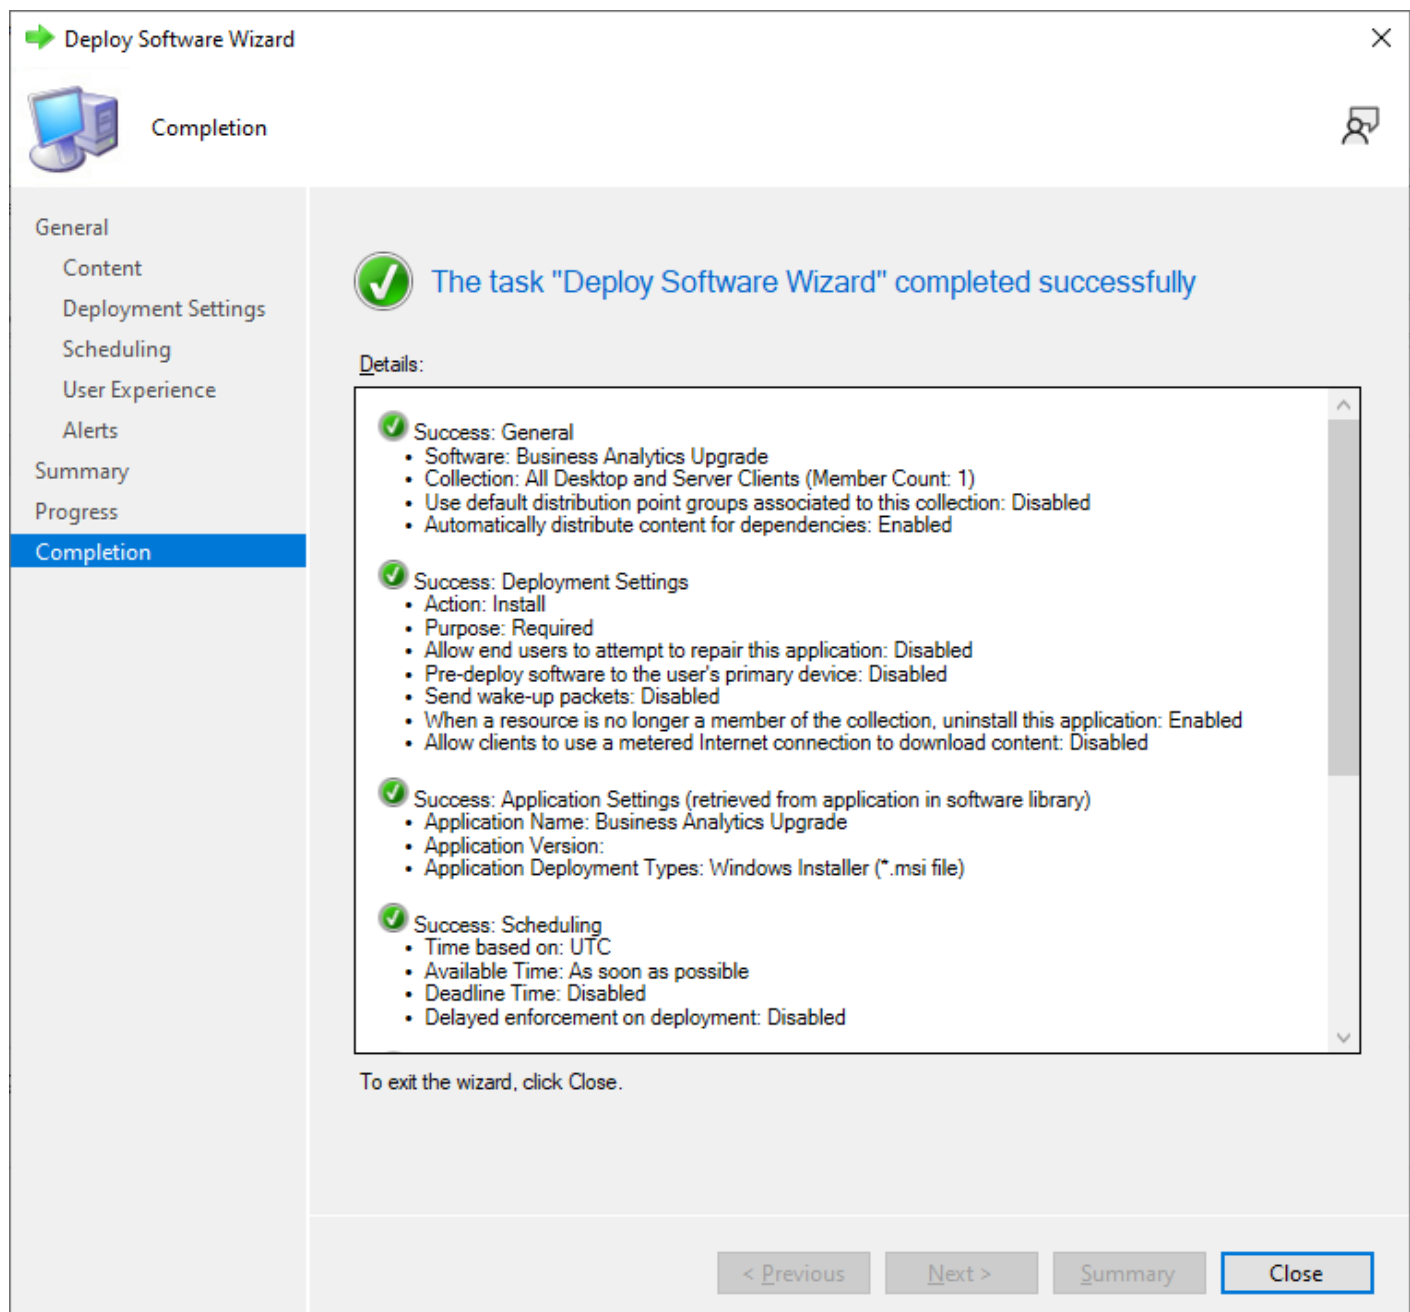 Deploy Software Wizard
Completion
General
Content
Deployment Settings
Scheduling
User Experience
Alerts
Summary
Progress
Completion
The task "Deploy Software Wizard" completed successfully
Details:
Success: General
• Software: Business Analytics Upgrade
• Collection: All Desktop and Server Clients (Member Count: 1)
• Use default distribution point groups associated to this collection: Disabled
• Automatically distribute content for dependencies: Enabled
Success: Deployment Settings
• Action: Install
• Purpose: Required
• Allow end users to attempt to repair this application: Disabled
• Pre-deploy software to the user's primary device: Disabled
• Send wake-up packets: Disabled
• When a resource is no longer a member of the collection, uninstall this application: Enabled
• Allow clients to use a metered Internet connection to download content: Disabled
Success: Application Settings (retrieved from application in software library)
• Application Name: Business Analytics Upgrade
• Application Version:
• Application Deployment Types: Windows Installer (*.msi file)
Success: Scheduling
• Time based on: UTC
• Available Time: As soon as possible
• Deadline Time: Disabled
• Delayed enforcement on deployment: Disabled
To exit the wizard, click Close.
< Previous
Next >
Summary
Close